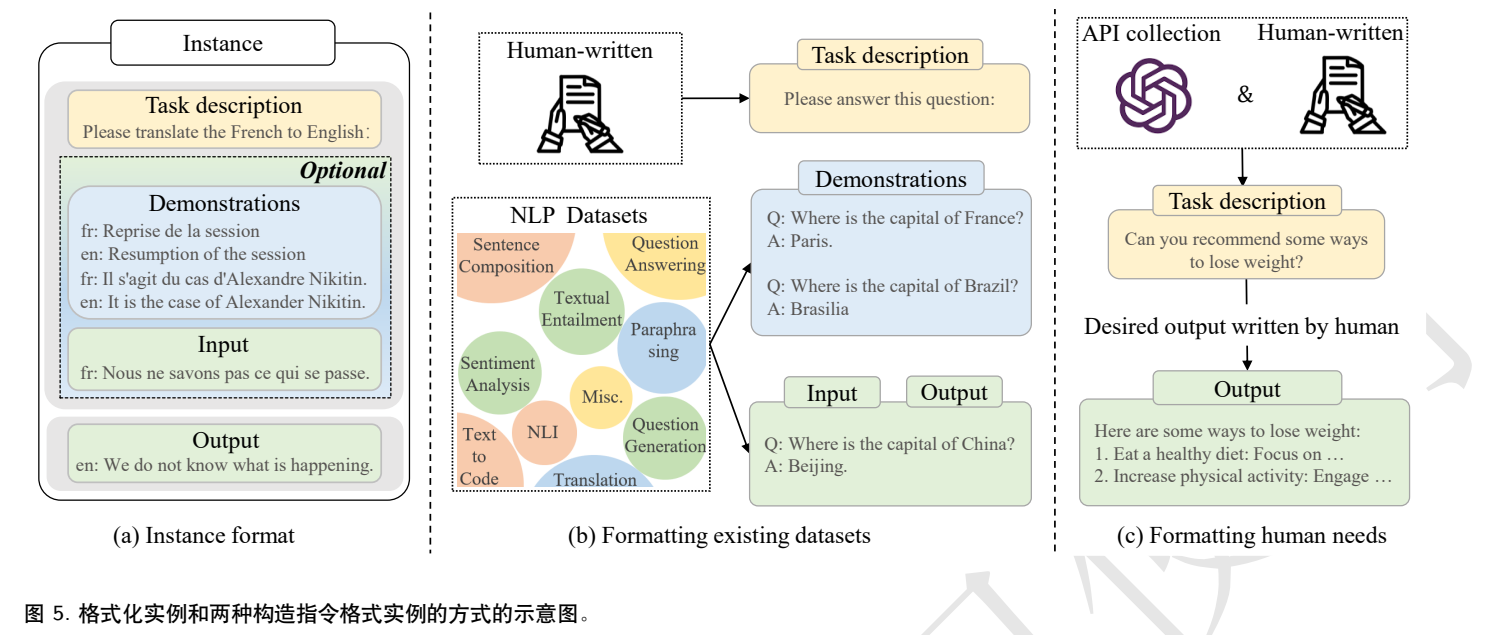 Instance
Task description
Please translate the French to English:
Optional
Demonstrations
fr: Reprise de la session
en: Resumption of the session
fr: Il s'agit du cas d'Alexandre Nikitin.
en: It is the case of Alexander Nikitin.
Input
fr: Nous ne savons pas ce qui se passe.
Output
en: We do not know what is happening.
(a) Instance format
Human-written
Task description
Please answer this question:
NLP Datasets
Sentence
Composition
Question
Answering
Textual
Entailment
Paraphra
sing
Sentiment
Analysis
Misc.
Text
to
Code
NLI
Question
Generation
Translation
Demonstrations
Q: Where is the capital of France?
A: Paris.
Q: Where is the capital of Brazil?
A: Brasilia
Input
Output
Q: Where is the capital of China?
A: Beijing.
(b) Formatting existing datasets
API collection
&
Human-written
Task description
Can you recommend some ways
to lose weight?
Desired output written by human
Output
Here are some ways to lose weight:
1. Eat a healthy diet: Focus on …
2. Increase physical activity: Engage …
(c) Formatting human needs
图 5. 格式化实例和两种构造指令格式实例的方式的示意图。